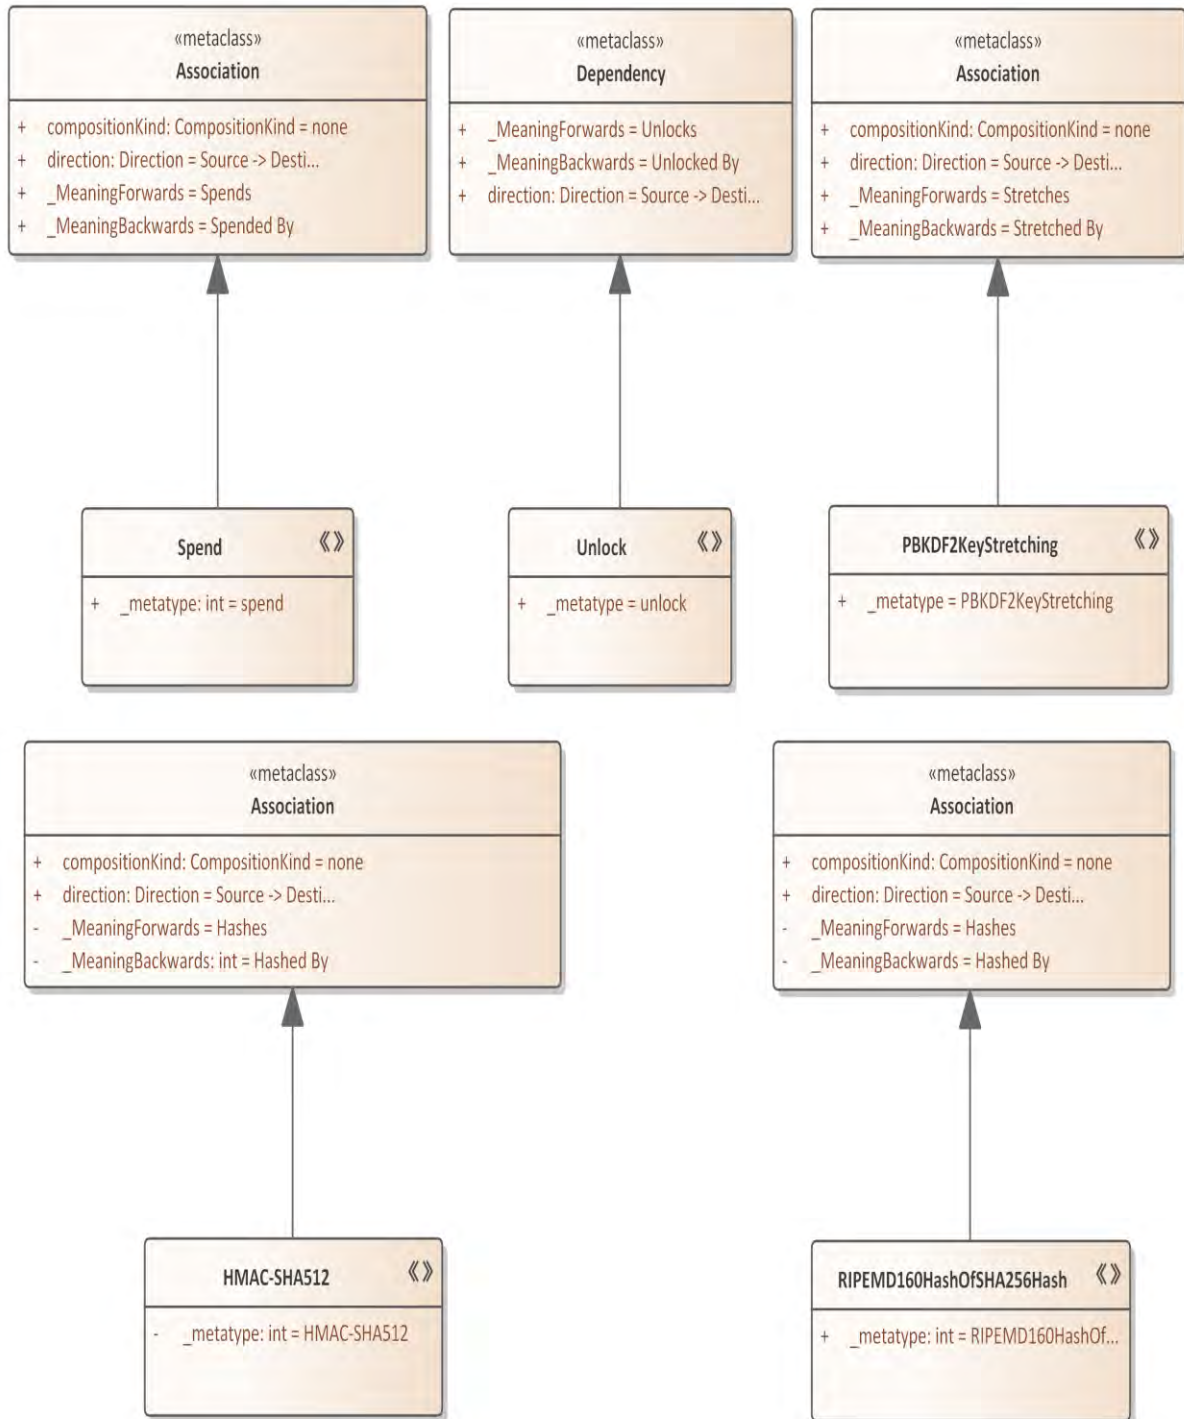 «metaclass»
Association
+ compositionKind: CompositionKind = none
+ direction: Direction = Source -> Desti...
+ _MeaningForwards = Spends
+ _MeaningBackwards = Spended By
«metaclass»
Dependency
+ _MeaningForwards = Unlocks
+ _MeaningBackwards = Unlocked By
+ direction: Direction = Source -> Desti...
«metaclass»
Association
+ compositionKind: CompositionKind = none
+ direction: Direction = Source -> Desti...
+ _MeaningForwards = Stretches
+ _MeaningBackwards = Stretched By
Spend «»
+ _metatype: int = spend
Unlock «»
+ _metatype = unlock
PBKDF2KeyStretching «»
+ _metatype = PBKDF2KeyStretching
«metaclass»
Association
+ compositionKind: CompositionKind = none
+ direction: Direction = Source -> Desti...
- _MeaningForwards = Hashes
- _MeaningBackwards: int = Hashed By
«metaclass»
Association
+ compositionKind: CompositionKind = none
+ direction: Direction = Source -> Desti...
- _MeaningForwards = Hashes
- _MeaningBackwards = Hashed By
HMAC-SHA512 «»
- _metatype: int = HMAC-SHA512
RIPEMD160HashOfSHA256Hash «»
+ _metatype: int = RIPEMD160HashOf...